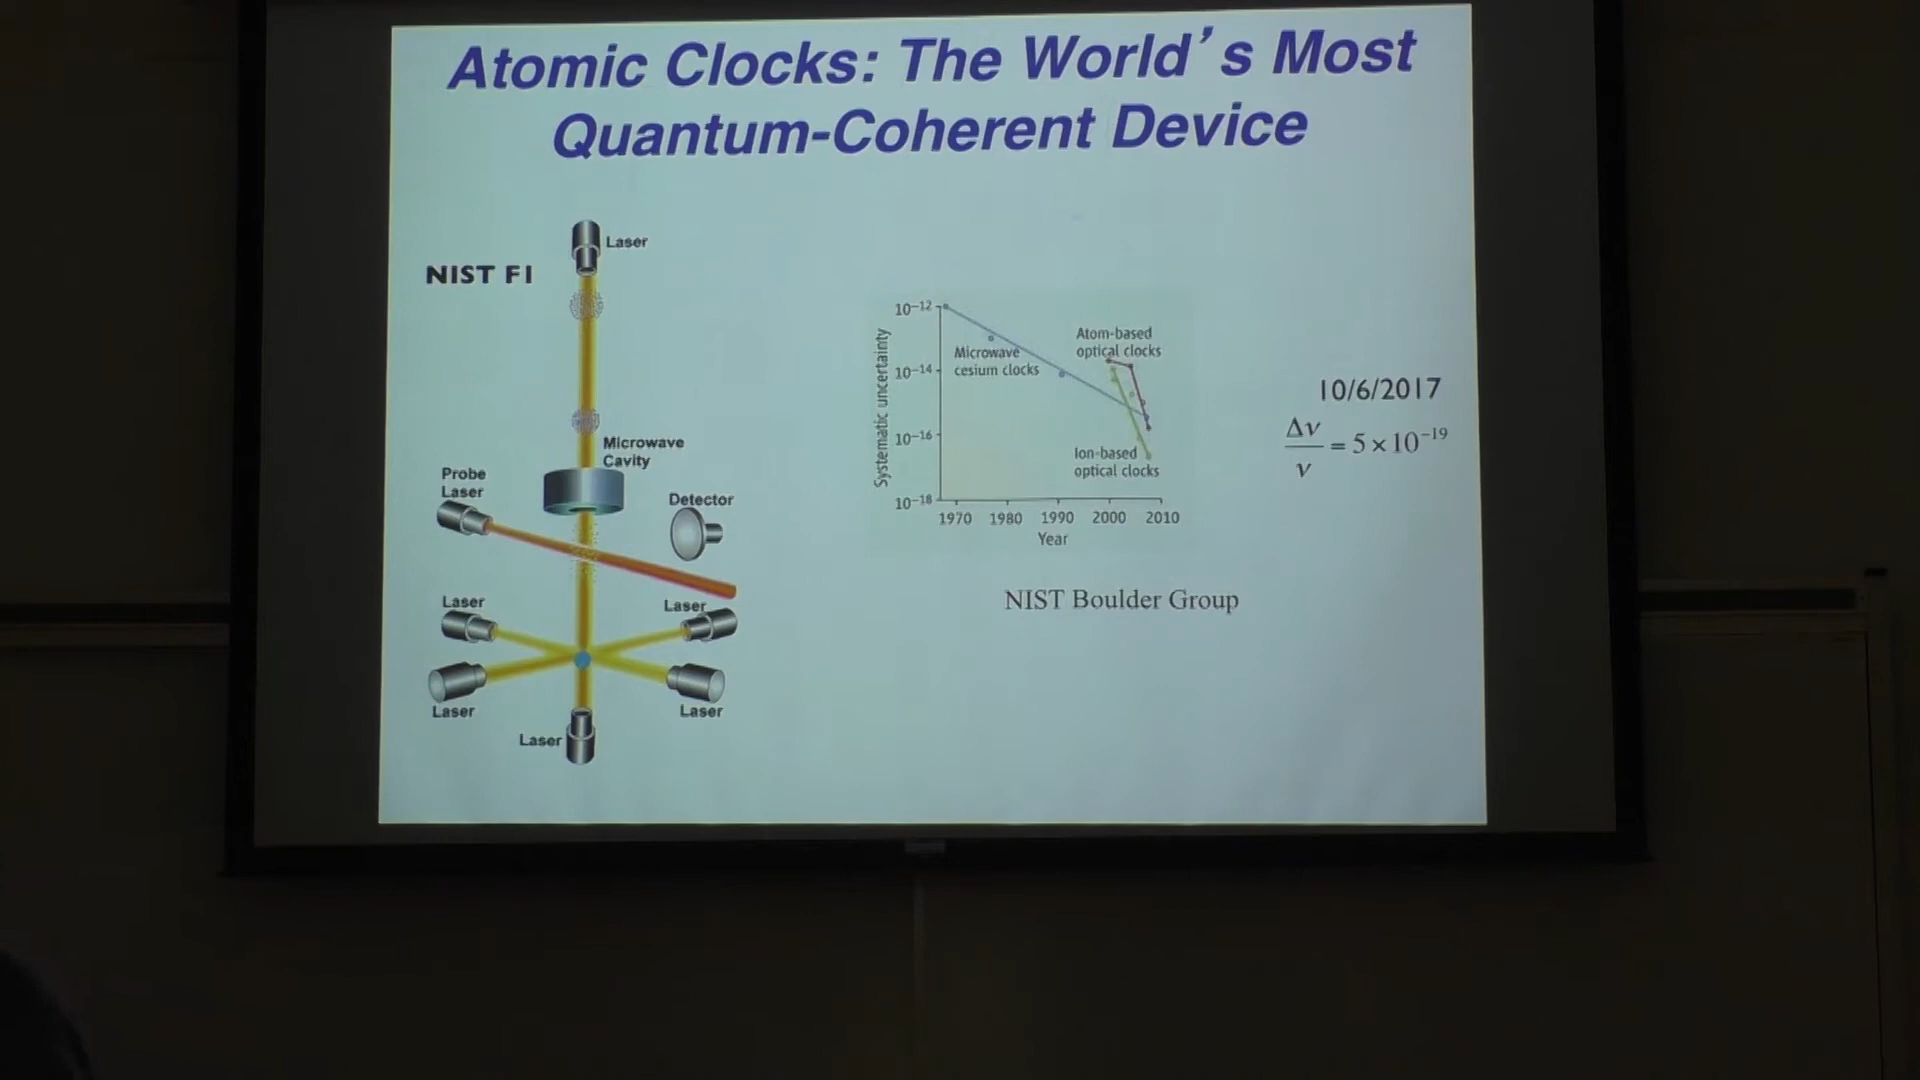 Atomic Clocks: The World's Most
Quantum-Coherent Device
NIST F1
Laser
Microwave
Cavity
Probe
Laser
Detector
Laser
Laser
Laser
Laser
Laser
Systematic uncertainty
10⁻¹²
10⁻¹⁴
10⁻¹⁶
10⁻¹⁸
Microwave
cesium clocks
Atom-based
optical clocks
Ion-based
optical clocks
1970 1980 1990 2000 2010
Year
NIST Boulder Group
10/6/2017
Δν/ν = 5 × 10⁻¹⁹